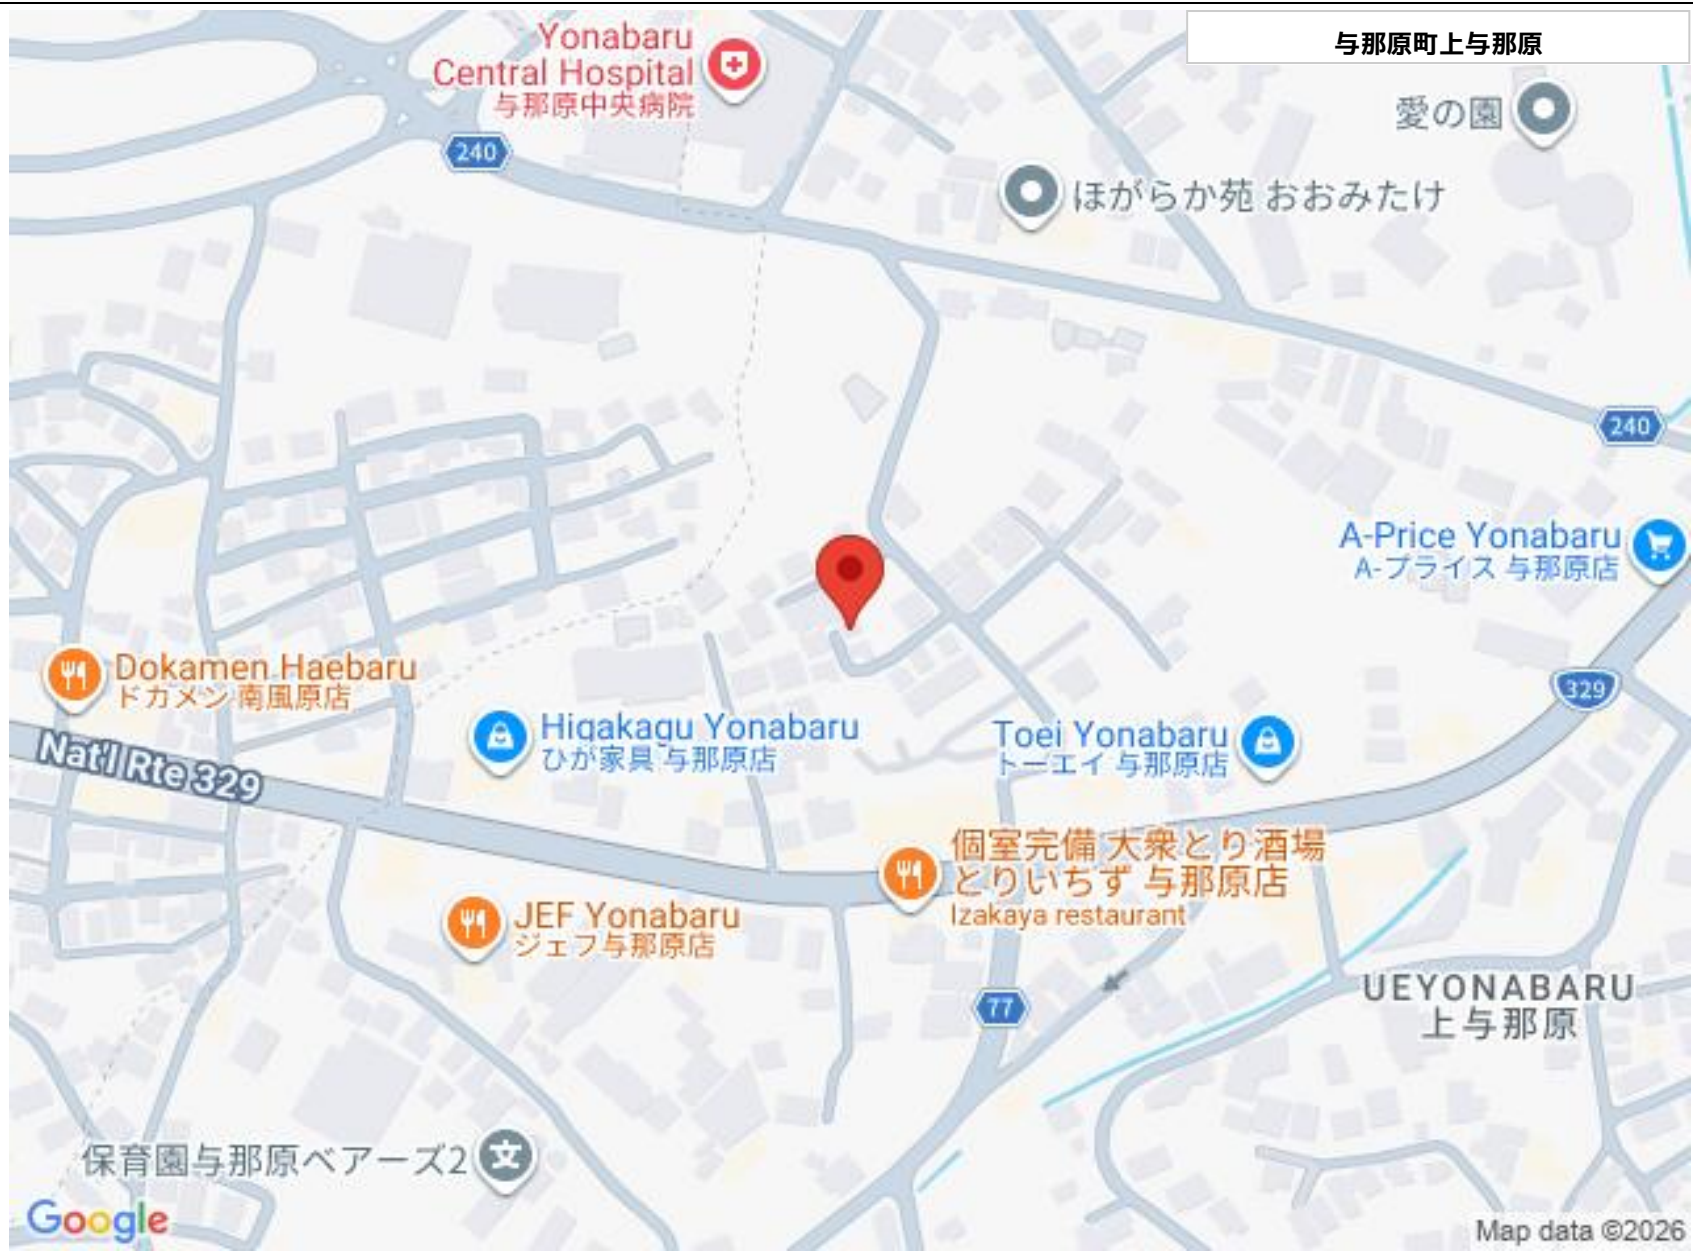 与那原町上与那原
Yonabaru
Central Hospital
与那原中央病院
愛の園
240
ほがらか苑 おおみたけ
240
A-Price Yonabaru
A-プライス 与那原店
Dokamen Haebaru
ドカメン 南風原店
329
Higakagu Yonabaru
ひが家具 与那原店
Toei Yonabaru
トーエイ 与那原店
Nat'l Rte 329
個室完備 大衆とり酒場
とりいちず 与那原店
Izakaya restaurant
JEF Yonabaru
ジェフ与那原店
77
UEYONABARU
上与那原
保育園与那原ベアーズ2
文
Google
Map data ©2026